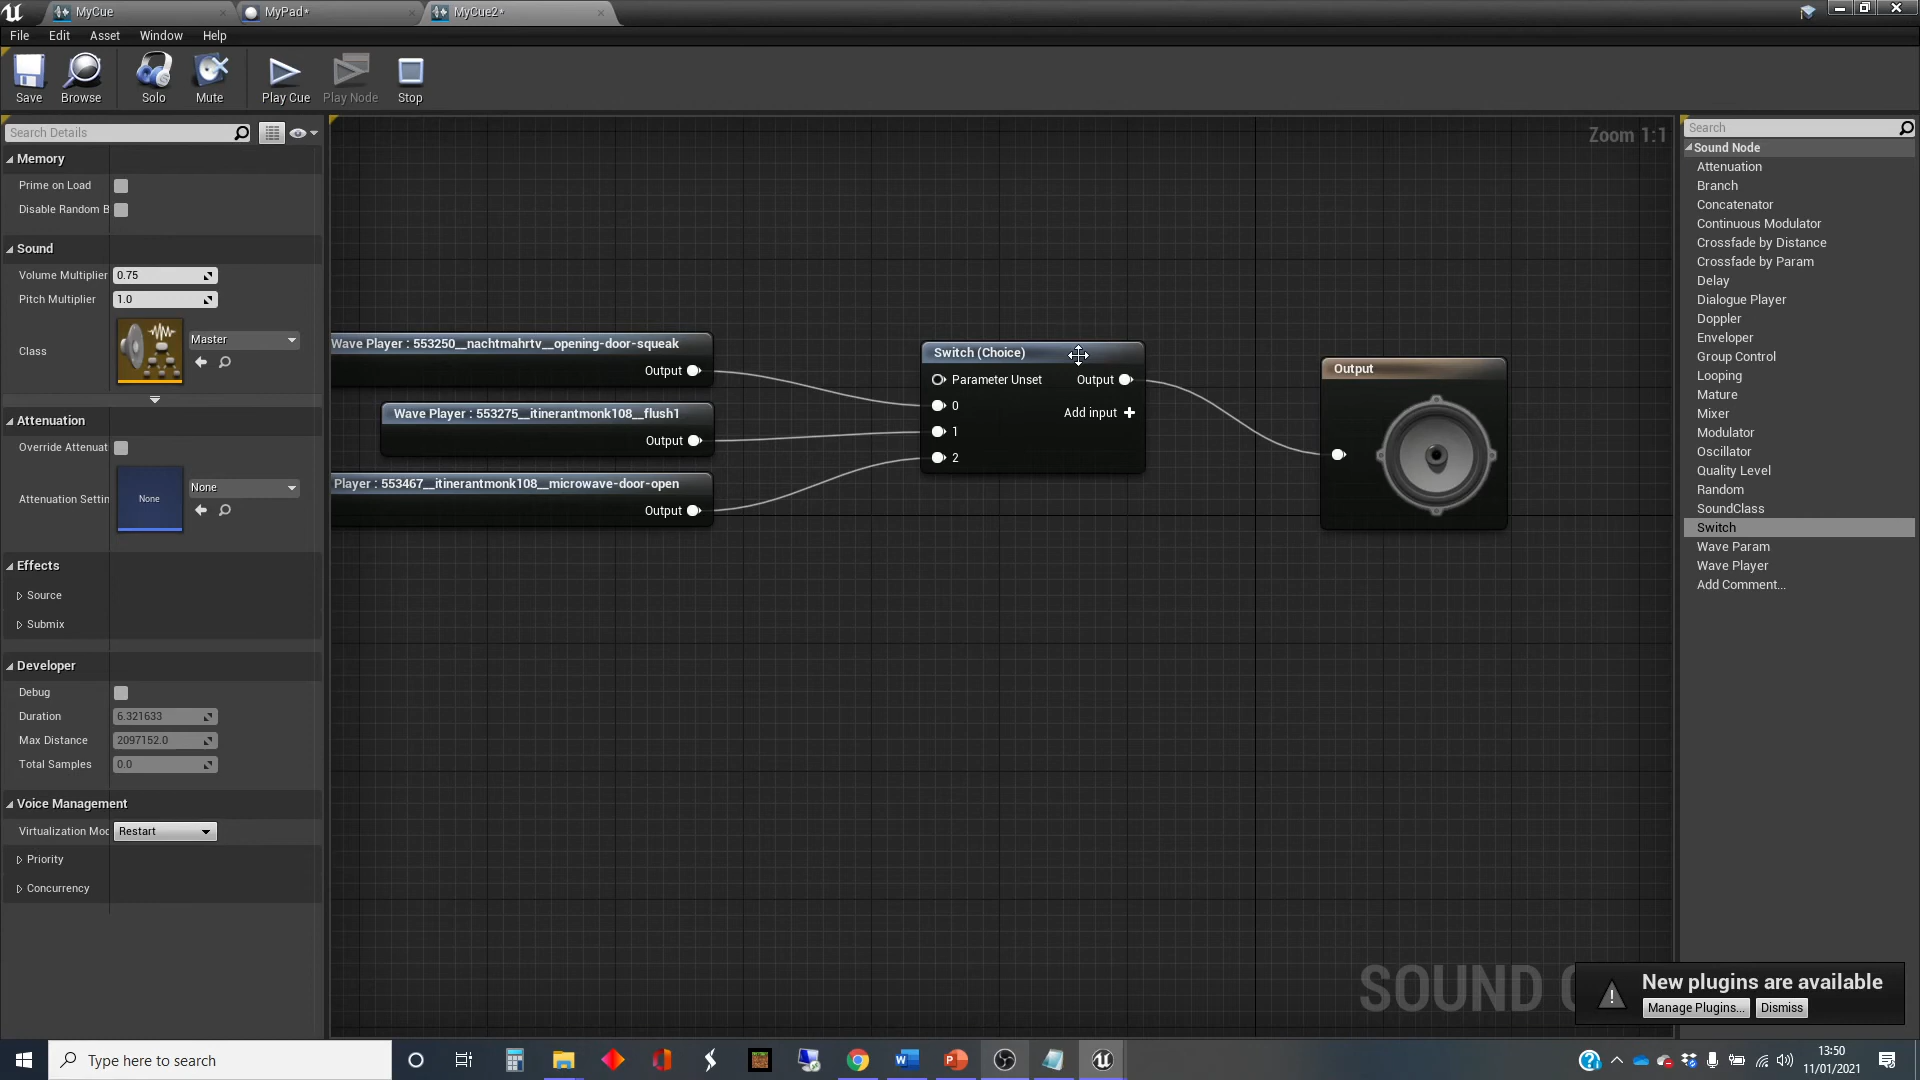 MyCue
MyPad*
MyCue2*
File Edit Asset Window Help
Save Browse Solo Mute Play Cue Play Node Stop
Search Details
Memory
Prime on Load
Disable Random B
Sound
Volume Multiplier 0.75
Pitch Multiplier 1.0
Class
Master
Attenuation
Override Attenuat
Attenuation Settin
None
None
Effects
Source
Submix
Developer
Debug
Duration 6.321633
Max Distance 2097152.0
Total Samples 0.0
Voice Management
Virtualization Moc Restart
Priority
Concurrency
Zoom 1:1
Wave Player : 553250__nachtmahrtv__opening-door-squeak
Output
Wave Player : 553275__itinerantmonk108__flush1
Output
Player : 553467__itinerantmonk108__microwave-door-open
Output
Switch (Choice)
Parameter Unset Output
0
Add input
1
2
Output
SOUND
Search
Sound Node
Attenuation
Branch
Concatenator
Continuous Modulator
Crossfade by Distance
Crossfade by Param
Delay
Dialogue Player
Doppler
Enveloper
Group Control
Looping
Mature
Mixer
Modulator
Oscillator
Quality Level
Random
SoundClass
Switch
Wave Param
Wave Player
Add Comment...
New plugins are available
Manage Plugins... Dismiss
Type here to search
13:50
11/01/2021